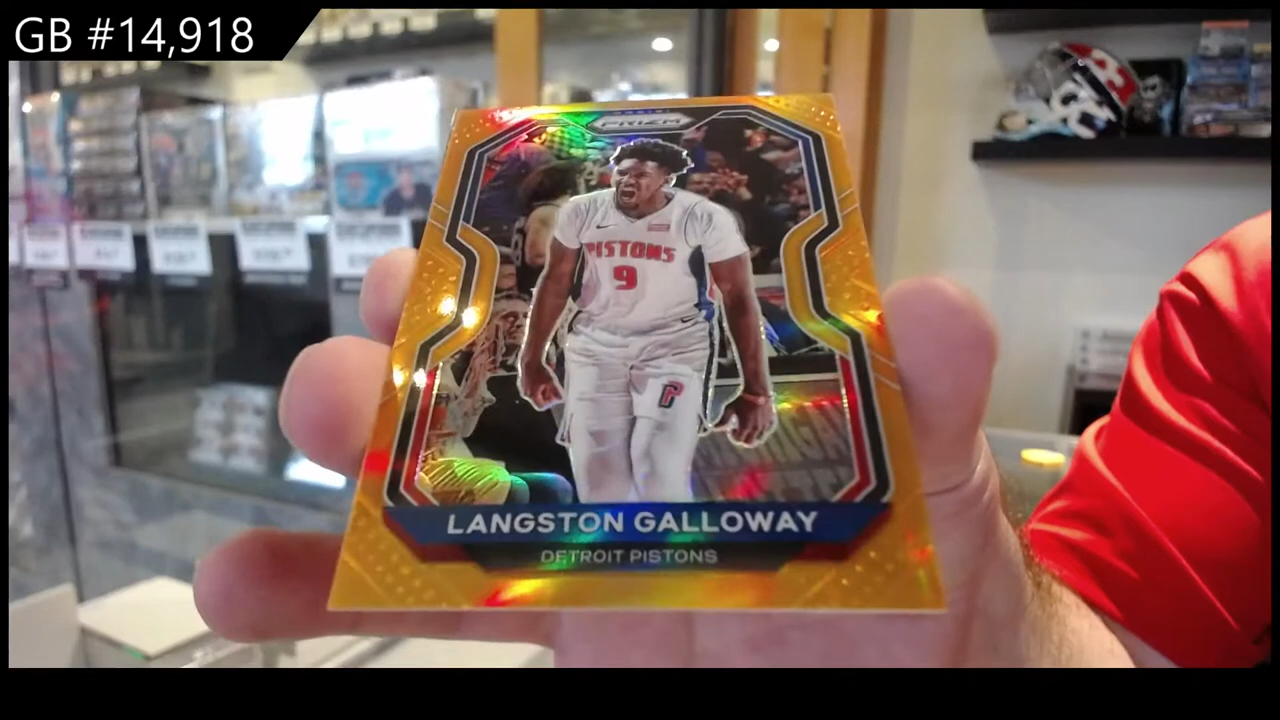 GB #14,918
PRIZM
PISTONS
9
LANGSTON GALLOWAY
DETROIT PISTONS